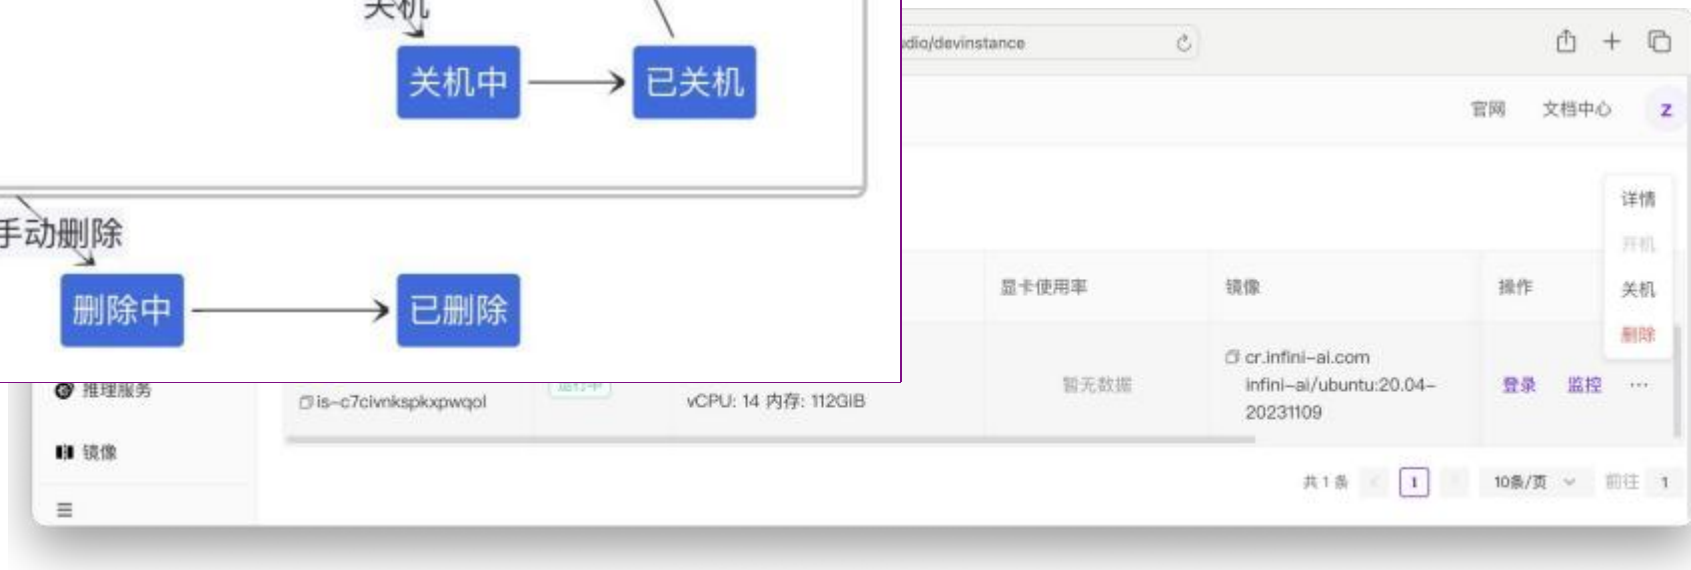 关机
关机中
已关机
手动删除
删除中
已删除
udio/devinstance
官网
文档中心
Z
详情
开机
关机
删除
显卡使用率
镜像
操作
推理服务
is-c7civnkspkxpwqol
运行中
vCPU: 14 内存: 112GiB
暂无数据
cr.infini-ai.com
infini-ai/ubuntu:20.04-
20231109
登录
监控
···
镜像
共 1 条
1
10条/页
前往
1